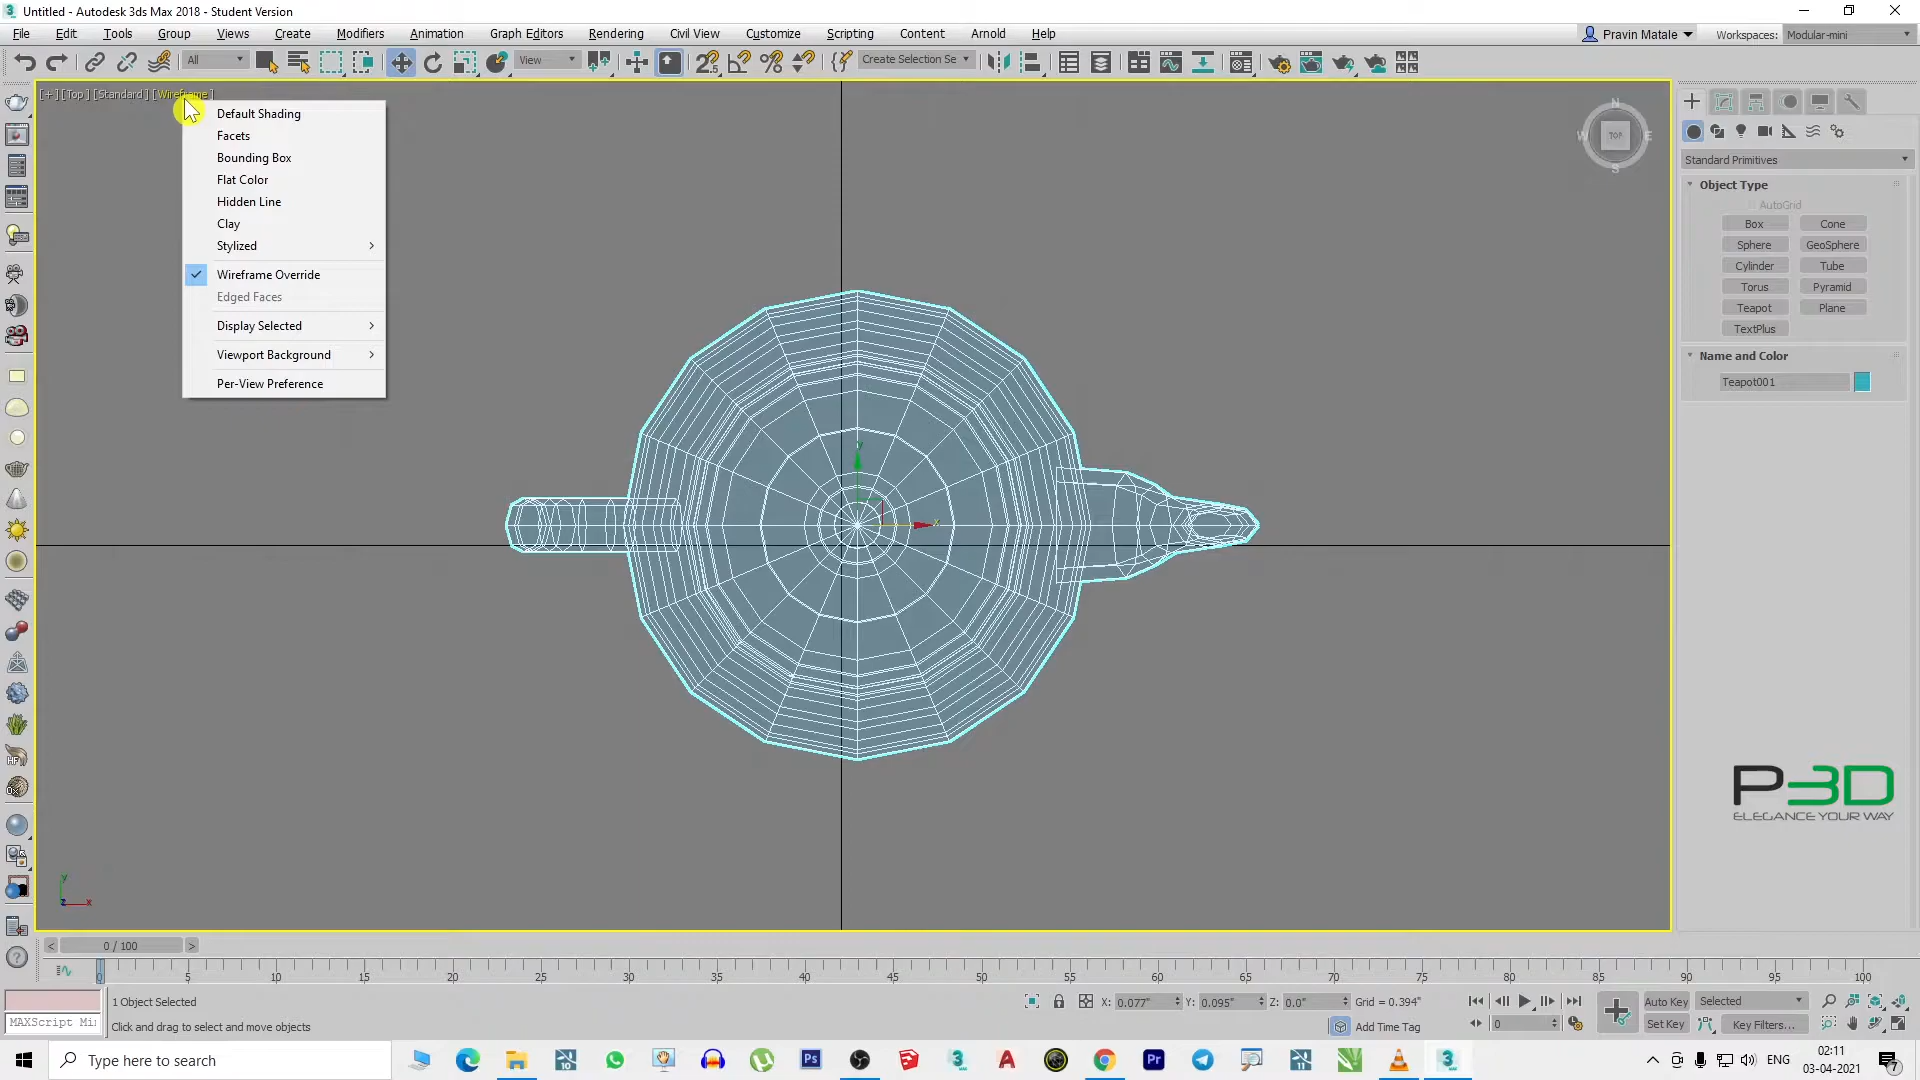 Untitled - Autodesk 3ds Max 2018 - Student Version
File Edit Tools Group Views Create Modifiers Animation Graph Editors Rendering Civil View Customize Scripting Content Arnold Help
Pravin Matale
Workspaces: Modular-mini
All
View
Create Selection Se
[+] [Top] [Standard] [Wireframe]
Default Shading
Facets
Bounding Box
Flat Color
Hidden Line
Clay
Stylized
Wireframe Override
Edged Faces
Display Selected
Viewport Background
Per-View Preference
N
W TOP E
S
y
x
y
z x
Standard Primitives
Object Type
AutoGrid
Box Cone
Sphere GeoSphere
Cylinder Tube
Torus Pyramid
Teapot Plane
TextPlus
Name and Color
Teapot001
P-3D
ELEGANCE YOUR WAY
< 0 / 100 >
0 5 10 15 20 25 30 35 40 45 50 55 60 65 70 75 80 85 90 95 100
1 Object Selected
X: 0.077" Y: 0.095" Z: 0.0" Grid = 0.394"
Auto Key Selected
MAXScript Mi
Click and drag to select and move objects
Add Time Tag
0
Set Key Key Filters...
Type here to search
ENG
02:11
03-04-2021
7